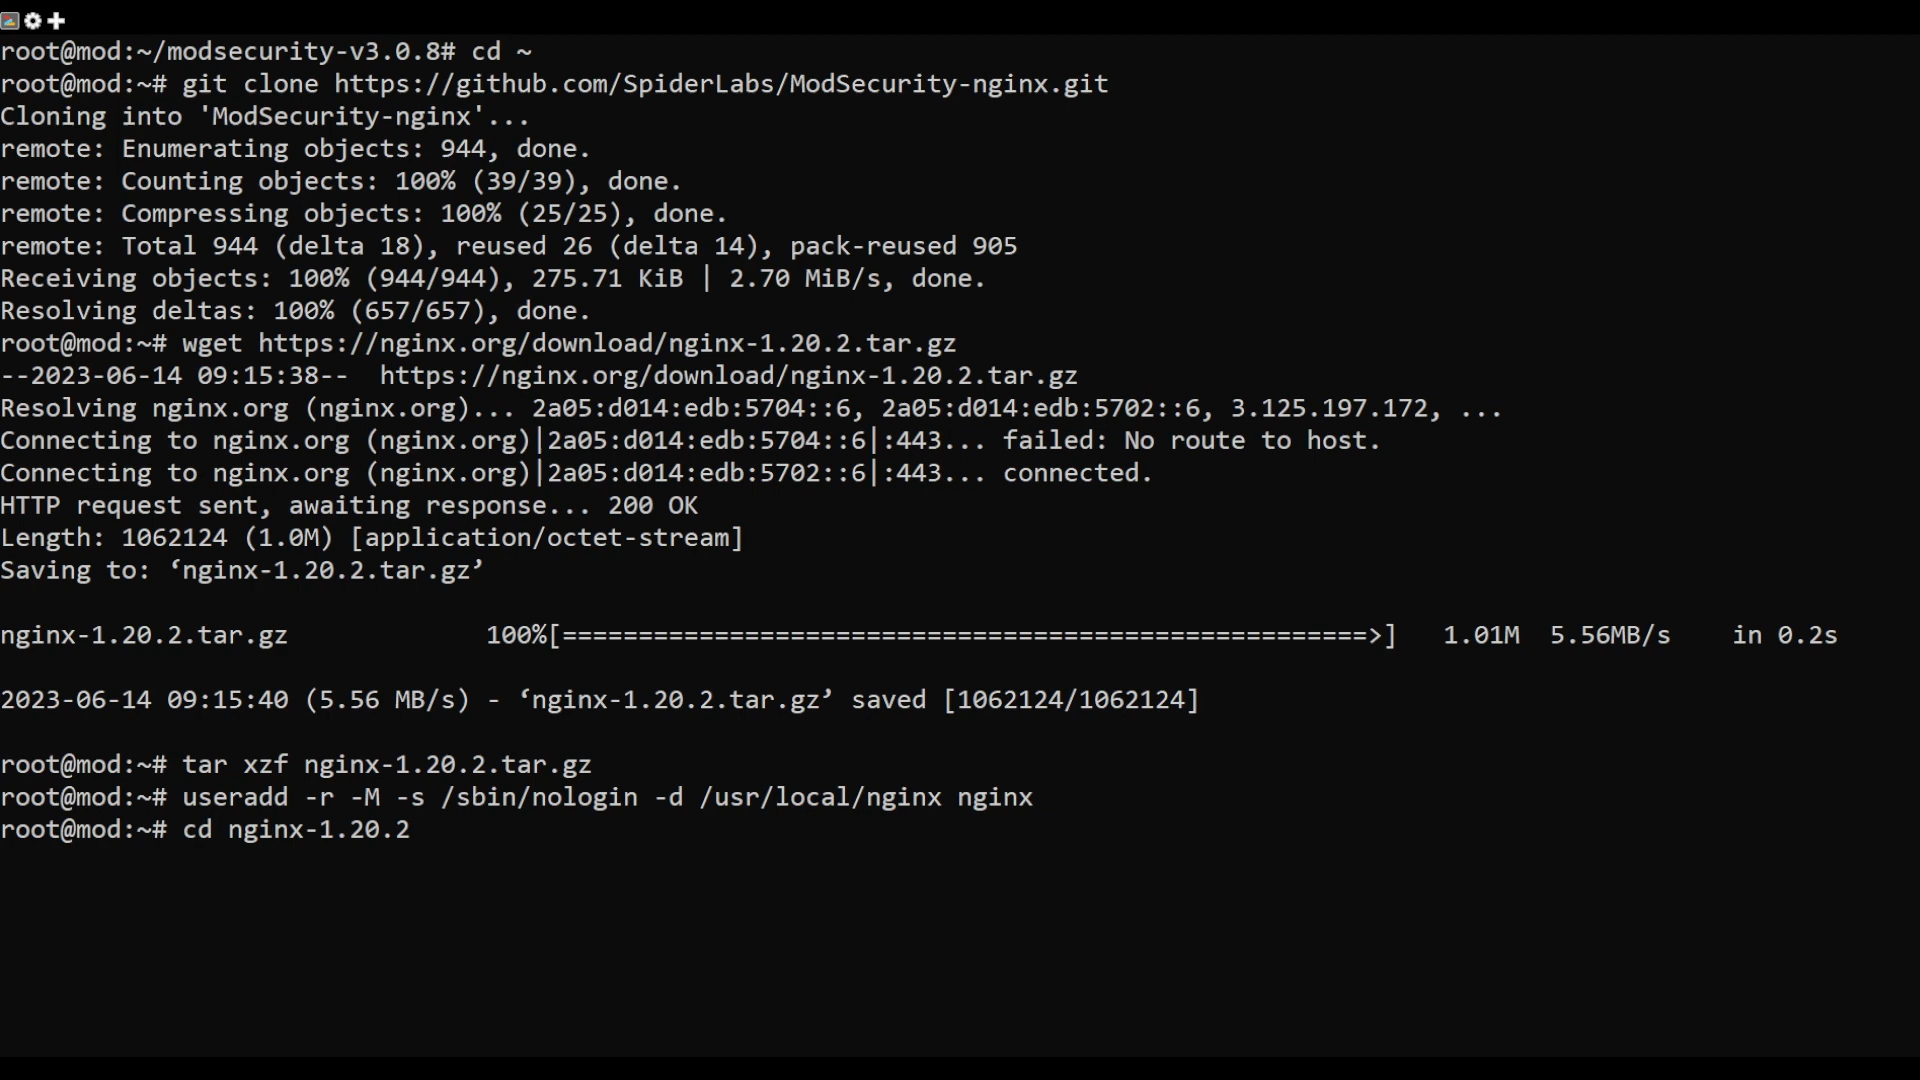 root@mod:~/modsecurity-v3.0.8# cd ~
root@mod:~# git clone https://github.com/SpiderLabs/ModSecurity-nginx.git
Cloning into 'ModSecurity-nginx'...
remote: Enumerating objects: 944, done.
remote: Counting objects: 100% (39/39), done.
remote: Compressing objects: 100% (25/25), done.
remote: Total 944 (delta 18), reused 26 (delta 14), pack-reused 905
Receiving objects: 100% (944/944), 275.71 KiB | 2.70 MiB/s, done.
Resolving deltas: 100% (657/657), done.
root@mod:~# wget https://nginx.org/download/nginx-1.20.2.tar.gz
--2023-06-14 09:15:38--  https://nginx.org/download/nginx-1.20.2.tar.gz
Resolving nginx.org (nginx.org)... 2a05:d014:edb:5704::6, 2a05:d014:edb:5702::6, 3.125.197.172, ...
Connecting to nginx.org (nginx.org)|2a05:d014:edb:5704::6|:443... failed: No route to host.
Connecting to nginx.org (nginx.org)|2a05:d014:edb:5702::6|:443... connected.
HTTP request sent, awaiting response... 200 OK
Length: 1062124 (1.0M) [application/octet-stream]
Saving to: ‘nginx-1.20.2.tar.gz’
nginx-1.20.2.tar.gz             100%[=====================================================>]   1.01M  5.56MB/s    in 0.2s
2023-06-14 09:15:40 (5.56 MB/s) - ‘nginx-1.20.2.tar.gz’ saved [1062124/1062124]
root@mod:~# tar xzf nginx-1.20.2.tar.gz
root@mod:~# useradd -r -M -s /sbin/nologin -d /usr/local/nginx nginx
root@mod:~# cd nginx-1.20.2